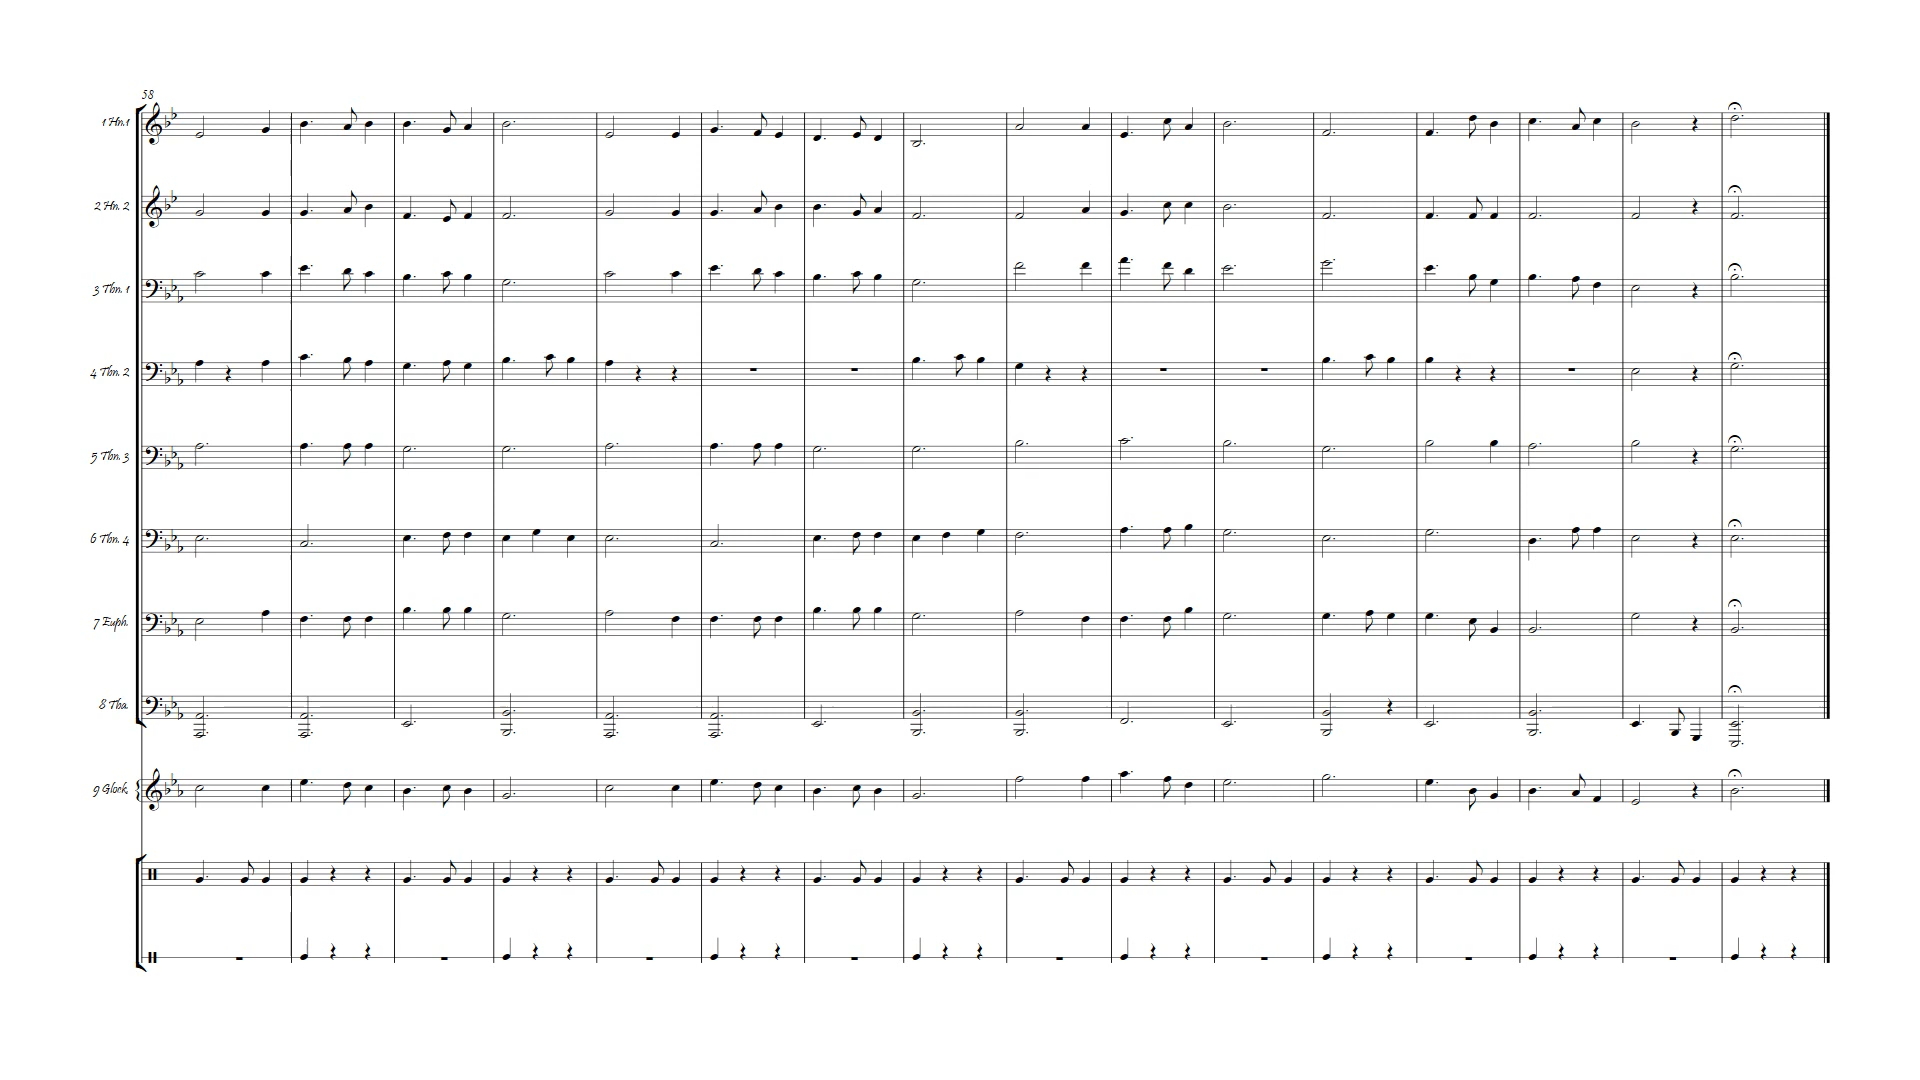 58
1 Hn.1
2 Hn. 2
3 Tbn. 1
4 Tbn. 2
5 Tbn. 3
6 Tbn. 4
7 Euph.
8 Tba.
9 Glock.